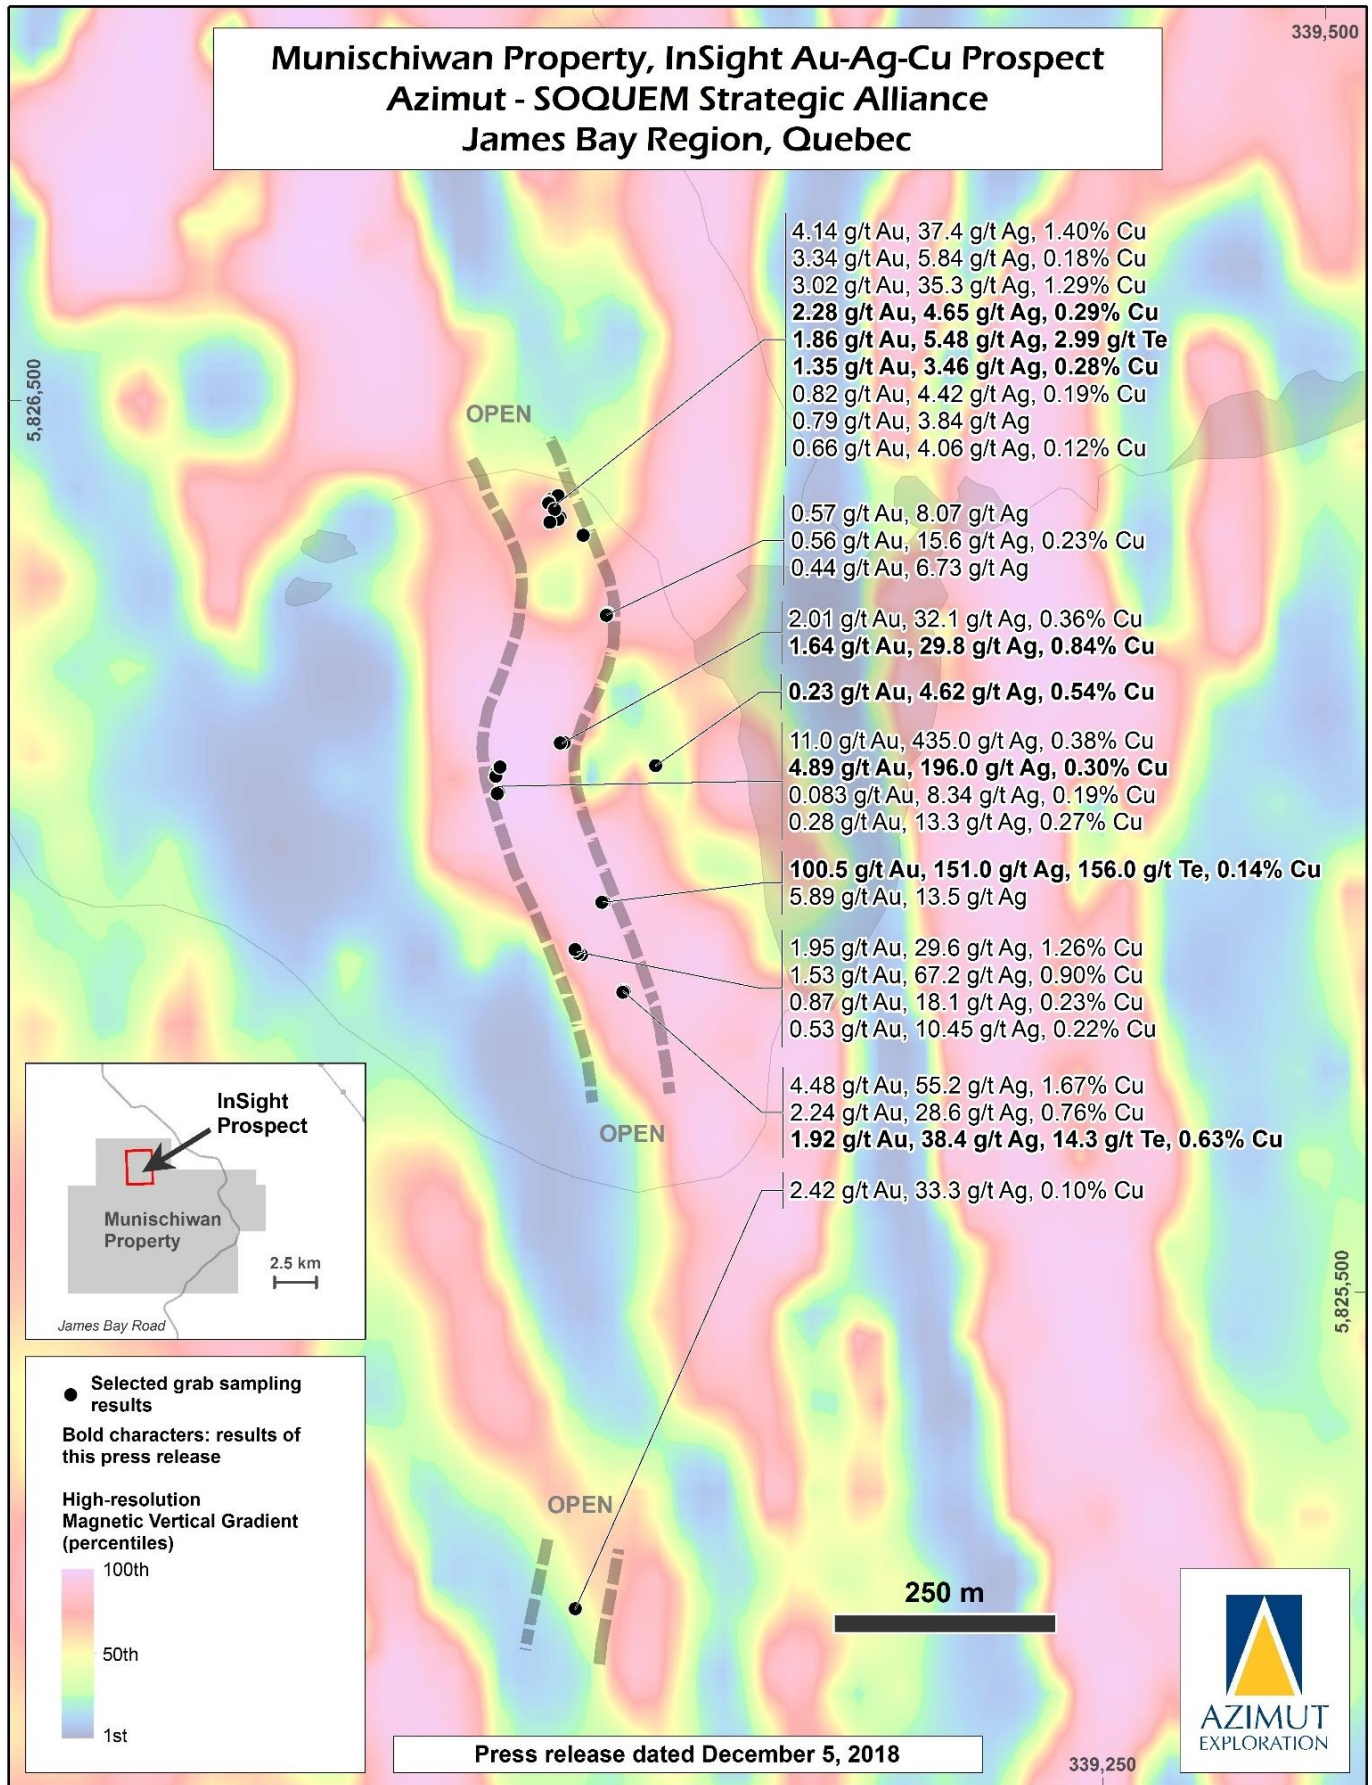 339,500
Munischiwan Property, InSight Au-Ag-Cu Prospect
Azimut - SOQUEM Strategic Alliance
James Bay Region, Quebec
4.14 g/t Au, 37.4 g/t Ag, 1.40% Cu
3.34 g/t Au, 5.84 g/t Ag, 0.18% Cu
3.02 g/t Au, 35.3 g/t Ag, 1.29% Cu
2.28 g/t Au, 4.65 g/t Ag, 0.29% Cu
1.86 g/t Au, 5.48 g/t Ag, 2.99 g/t Te
1.35 g/t Au, 3.46 g/t Ag, 0.28% Cu
0.82 g/t Au, 4.42 g/t Ag, 0.19% Cu
0.79 g/t Au, 3.84 g/t Ag
0.66 g/t Au, 4.06 g/t Ag, 0.12% Cu
5,826,500
OPEN
0.57 g/t Au, 8.07 g/t Ag
0.56 g/t Au, 15.6 g/t Ag, 0.23% Cu
0.44 g/t Au, 6.73 g/t Ag
2.01 g/t Au, 32.1 g/t Ag, 0.36% Cu
1.64 g/t Au, 29.8 g/t Ag, 0.84% Cu
0.23 g/t Au, 4.62 g/t Ag, 0.54% Cu
11.0 g/t Au, 435.0 g/t Ag, 0.38% Cu
4.89 g/t Au, 196.0 g/t Ag, 0.30% Cu
0.083 g/t Au, 8.34 g/t Ag, 0.19% Cu
0.28 g/t Au, 13.3 g/t Ag, 0.27% Cu
100.5 g/t Au, 151.0 g/t Ag, 156.0 g/t Te, 0.14% Cu
5.89 g/t Au, 13.5 g/t Ag
1.95 g/t Au, 29.6 g/t Ag, 1.26% Cu
1.53 g/t Au, 67.2 g/t Ag, 0.90% Cu
0.87 g/t Au, 18.1 g/t Ag, 0.23% Cu
0.53 g/t Au, 10.45 g/t Ag, 0.22% Cu
4.48 g/t Au, 55.2 g/t Ag, 1.67% Cu
2.24 g/t Au, 28.6 g/t Ag, 0.76% Cu
1.92 g/t Au, 38.4 g/t Ag, 14.3 g/t Te, 0.63% Cu
OPEN
2.42 g/t Au, 33.3 g/t Ag, 0.10% Cu
InSight
Prospect
Munischiwan
Property
2.5 km
James Bay Road
5,825,500
Selected grab sampling
results
Bold characters: results of
this press release
High-resolution
Magnetic Vertical Gradient
(percentiles)
100th
50th
1st
OPEN
250 m
AZIMUT
EXPLORATION
Press release dated December 5, 2018
339,250